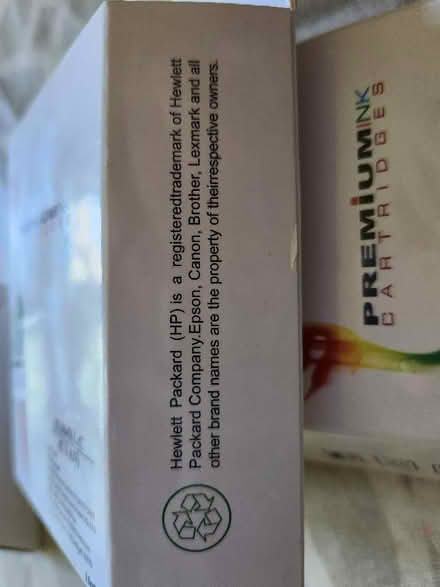 Hewlett Packard (HP) is a registeredtrademark of Hewlett
Packard Company.Epson, Canon, Brother, Lexmark and all
other brand names are the property of theirrespective owners.
PREMIUMINK
CARTRIDGES